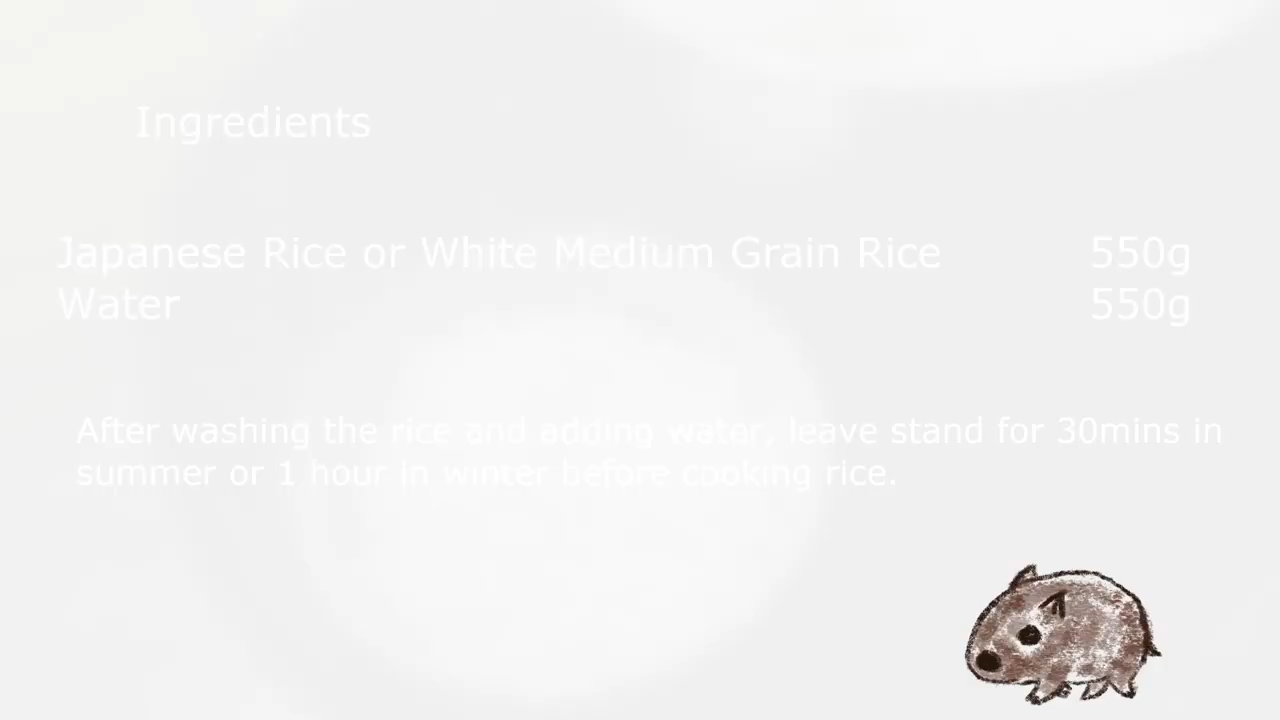 Ingredients
Japanese Rice or White Medium Grain Rice 550g
Water 550g
After washing the rice and adding water, leave stand for 30mins in
summer or 1 hour in winter before cooking rice.